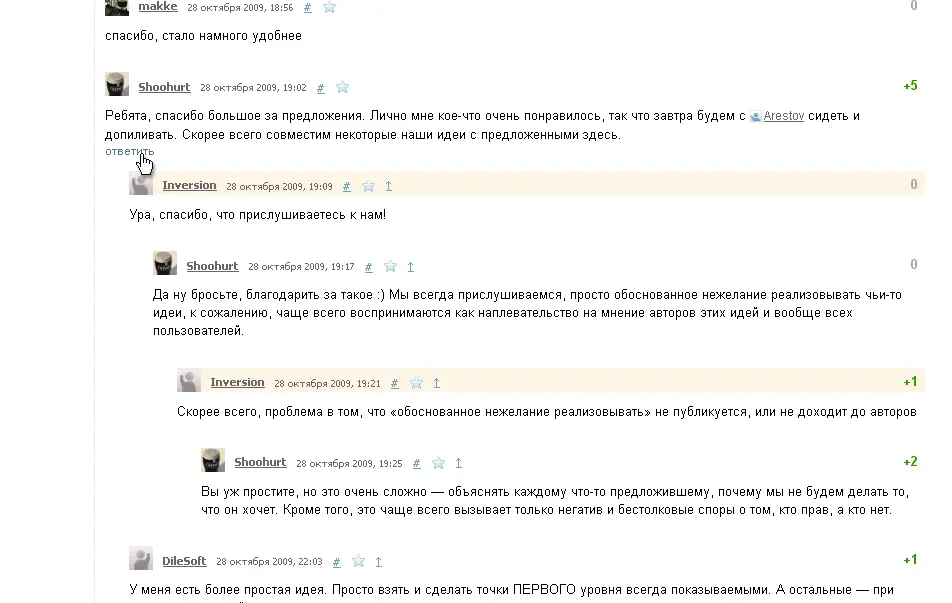 makke 28 октября 2009, 18:56 # 0
спасибо, стало намного удобнее
Shoohurt 28 октября 2009, 19:02 # +5
Ребята, спасибо большое за предложения. Лично мне кое-что очень понравилось, так что завтра будем с Arestov сидеть и
допиливать. Скорее всего совместим некоторые наши идеи с предложенными здесь.
ответить
Inversion 28 октября 2009, 19:09 # ↑ 0
Ура, спасибо, что прислушиваетесь к нам!
Shoohurt 28 октября 2009, 19:17 # ↑ 0
Да ну бросьте, благодарить за такое :) Мы всегда прислушиваемся, просто обоснованное нежелание реализовывать чьи-то
идеи, к сожалению, чаще всего воспринимаются как наплевательство на мнение авторов этих идей и вообще всех
пользователей.
Inversion 28 октября 2009, 19:21 # ↑ +1
Скорее всего, проблема в том, что «обоснованное нежелание реализовывать» не публикуется, или не доходит до авторов
Shoohurt 28 октября 2009, 19:25 # ↑ +2
Вы уж простите, но это очень сложно — объяснять каждому что-то предложившему, почему мы не будем делать то,
что он хочет. Кроме того, это чаще всего вызывает только негатив и бестолковые споры о том, кто прав, а кто нет.
DileSoft 28 октября 2009, 22:03 # ↑ +1
У меня есть более простая идея. Просто взять и сделать точки ПЕРВОГО уровня всегда показываемыми. А остальные — при